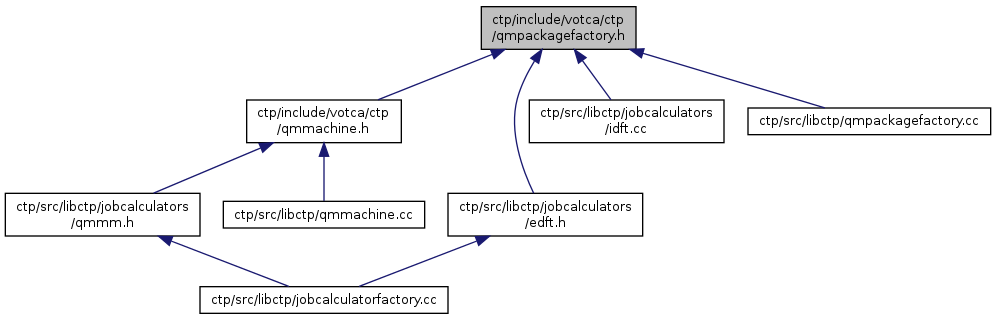 ctp/include/votca/ctp
/qmpackagefactory.h
ctp/include/votca/ctp
/qmmachine.h
ctp/src/libctp/jobcalculators
/idft.cc
ctp/src/libctp/qmpackagefactory.cc
ctp/src/libctp/jobcalculators
/qmmm.h
ctp/src/libctp/qmmachine.cc
ctp/src/libctp/jobcalculators
/edft.h
ctp/src/libctp/jobcalculatorfactory.cc